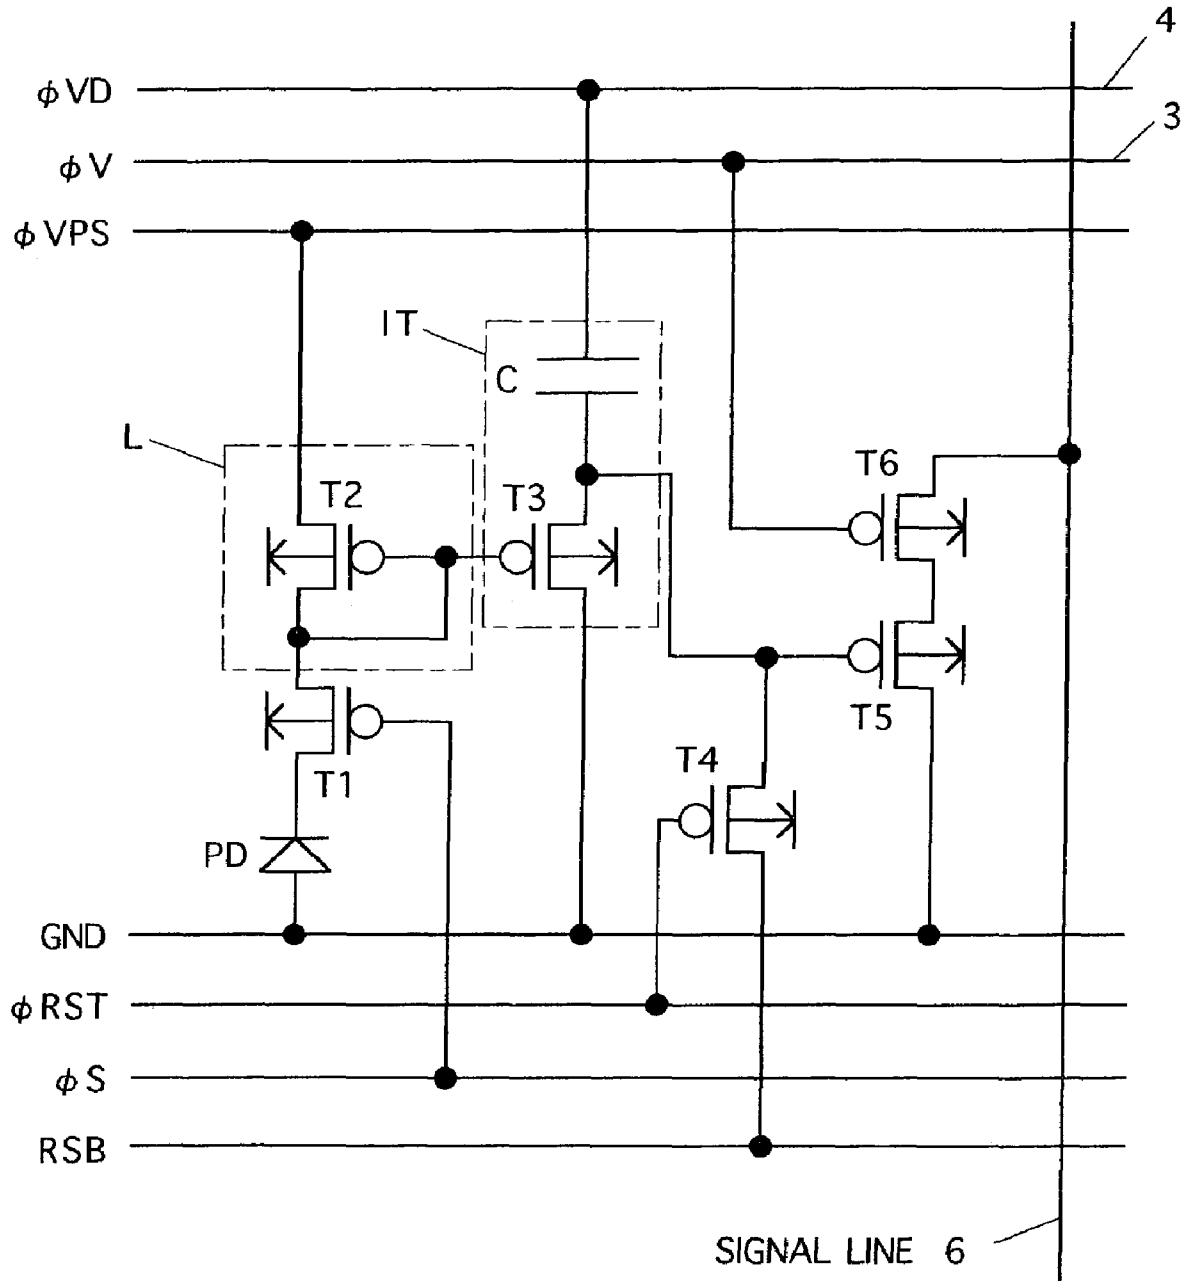 4
φVD
3
φV
φVPS
IT
C
L
T6
T2
T3
T5
T4
T1
PD
GND
φRST
φS
RSB
SIGNAL LINE 6